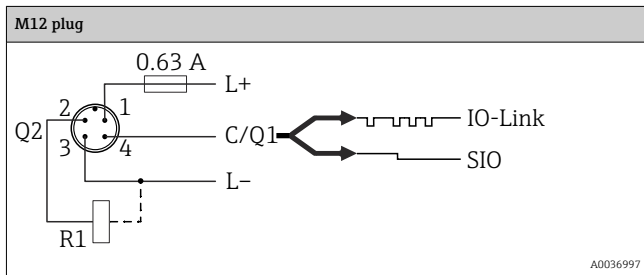 M12 plug
0.63 A
L+
2 1
Q2
C/Q1
IO-Link
3 4
SIO
L–
R1
A0036997